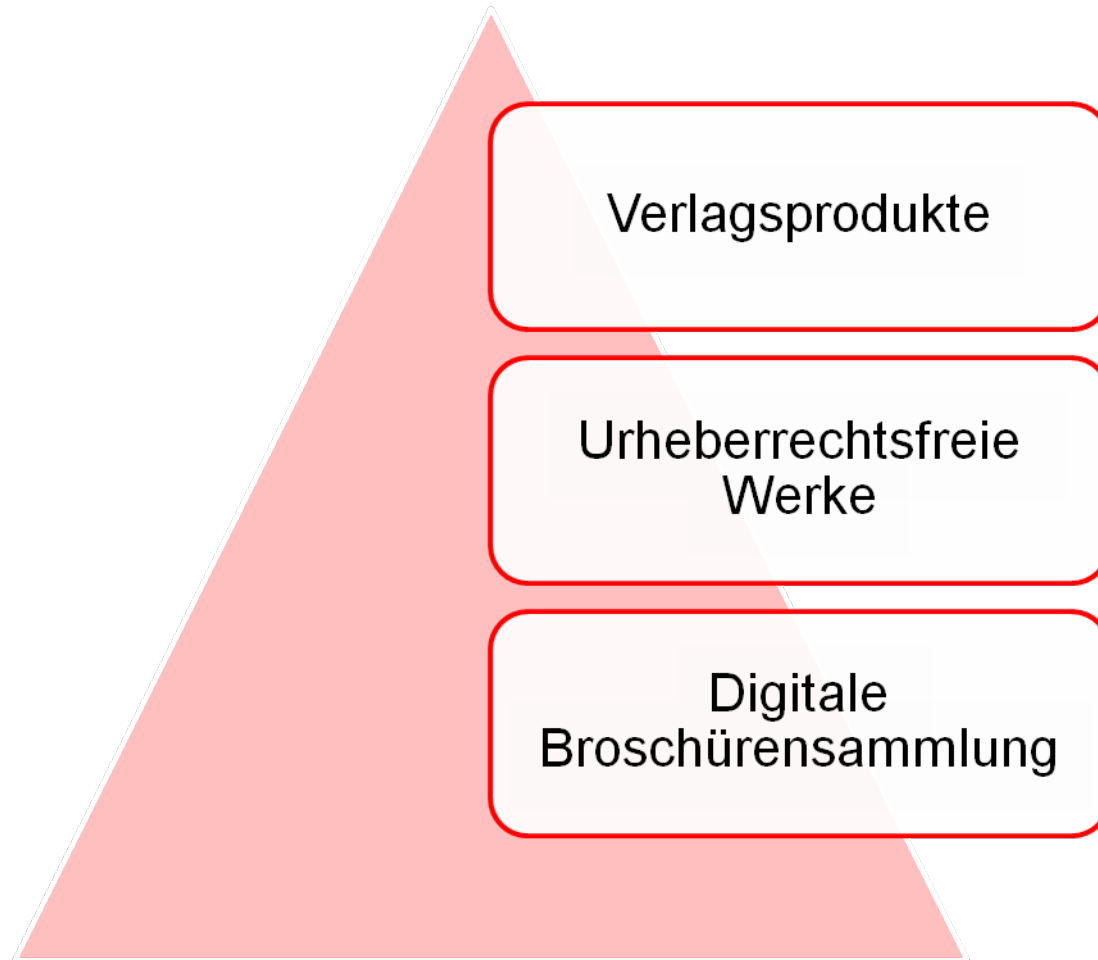 Verlagsprodukte
Urheberrechtsfreie
Werke
Digitale
Broschürensammlung